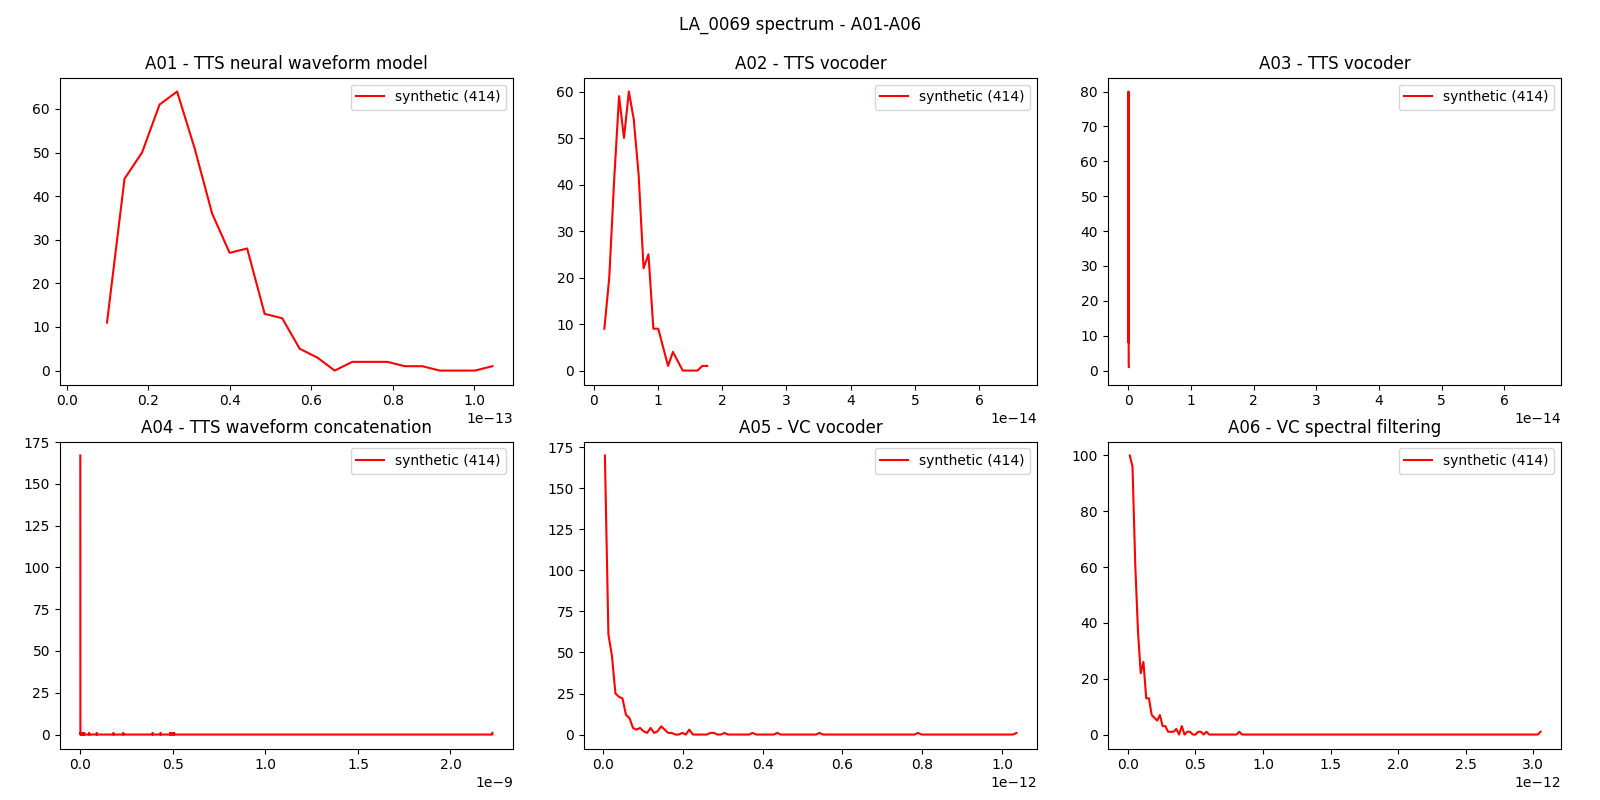 LA_0069 spectrum - A01-A06
A01 - TTS neural waveform model
synthetic (414)
60
50
40
30
20
10
0
0.0 0.2 0.4 0.6 0.8 1.0
1e−13
A02 - TTS vocoder
synthetic (414)
60
50
40
30
20
10
0
0 1 2 3 4 5 6
1e−14
A03 - TTS vocoder
synthetic (414)
80
70
60
50
40
30
20
10
0
0 1 2 3 4 5 6
1e−14
A04 - TTS waveform concatenation
synthetic (414)
175
150
125
100
75
50
25
0
0.0 0.5 1.0 1.5 2.0
1e−9
A05 - VC vocoder
synthetic (414)
175
150
125
100
75
50
25
0
0.0 0.2 0.4 0.6 0.8 1.0
1e−12
A06 - VC spectral filtering
synthetic (414)
100
80
60
40
20
0
0.0 0.5 1.0 1.5 2.0 2.5 3.0
1e−12